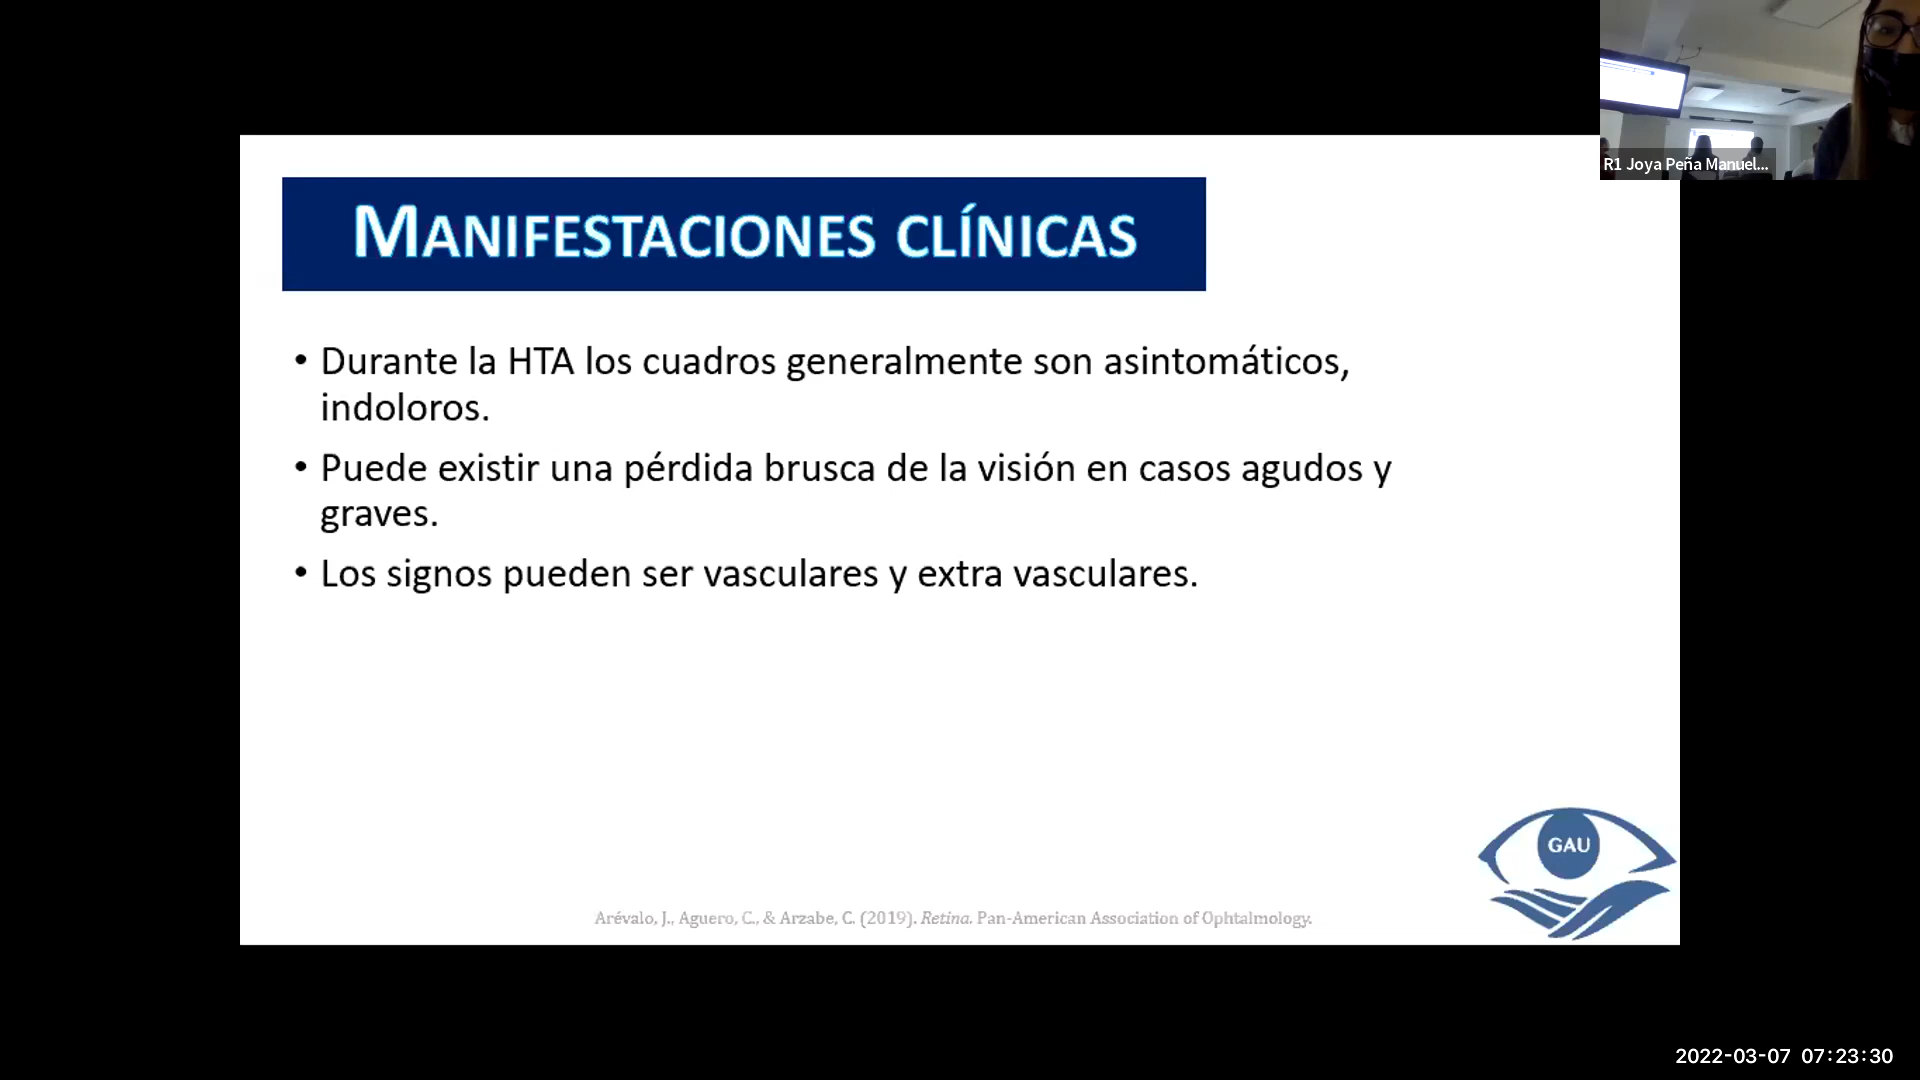 R1 Joya Peña Manuel...
MANIFESTACIONES CLÍNICAS
• Durante la HTA los cuadros generalmente son asintomáticos,
indoloros.
• Puede existir una pérdida brusca de la visión en casos agudos y
graves.
• Los signos pueden ser vasculares y extra vasculares.
GAU
Arévalo, J., Aguero, C., & Arzabe, C. (2019). Retina. Pan-American Association of Ophtalmology.
2022-03-07 07:23:30